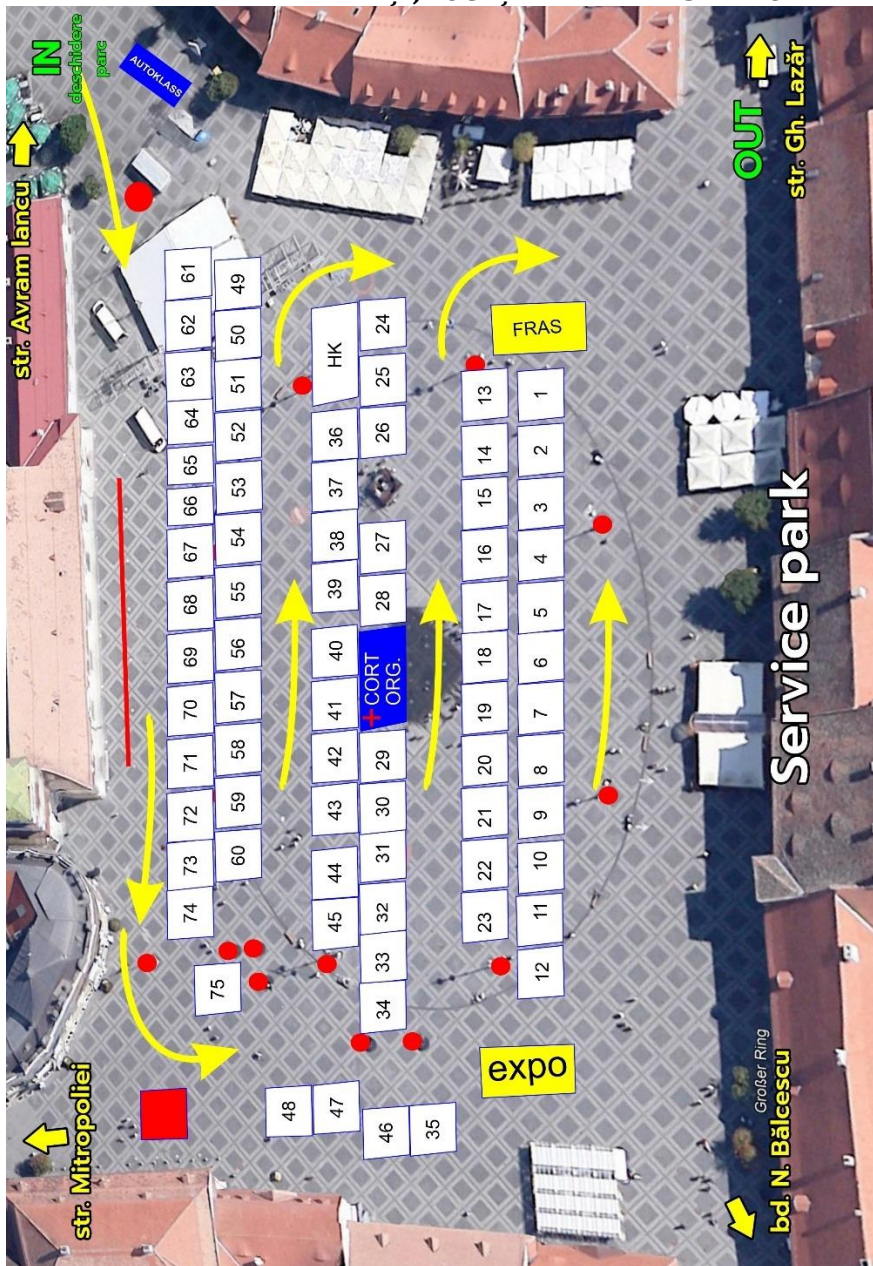 str. Mitropoliei
str. Avram Iancu
IN
deschidere
parc
AUTOKLASS
74 73 72 71 70 69 68 67 66 65 64 63 62 61
75 60 59 58 57 56 55 54 53 52 51 50 49
48
47 45 44 43 42 41 40 39 38 37 36 HK
46 34 33 32 31 30 29
CORT
ORG.
28 27 26 25 24
35
23 22 21 20 19 18 17 16 15 14 13
expo
FRAS
12 11 10 9 8 7 6 5 4 3 2 1
OUT
str. Gh. Lazăr
Großer Ring
bd. N. Bălcescu
Service park